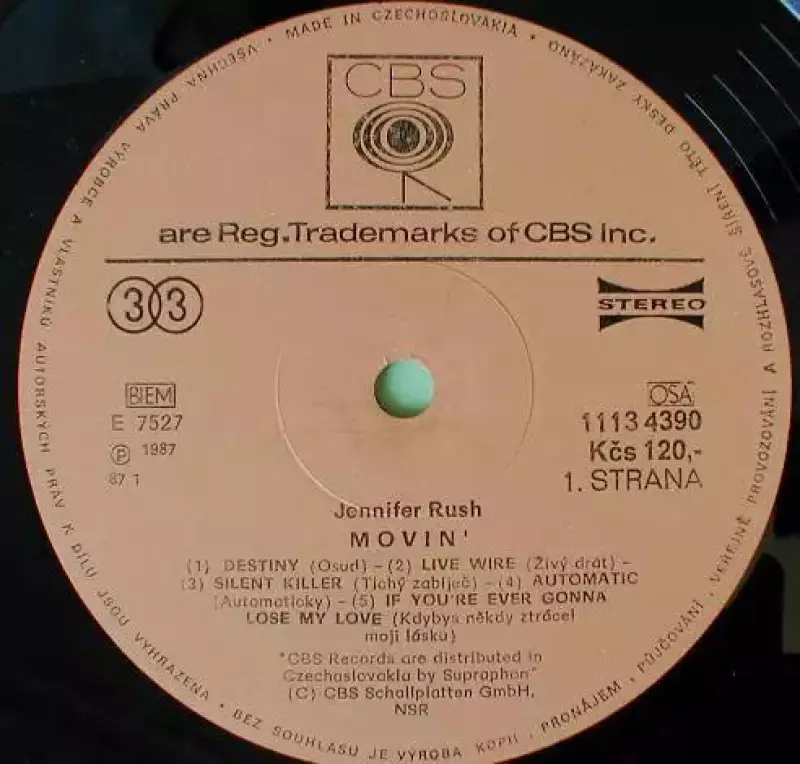 • MADE IN CZECHOSLOVAKIA •
VŠECHNA PRÁVA VÝROBCE A VLASTNÍKŮ AUTORSKÝCH PRÁV K DÍLU JSOU VYHRAZENA • BEZ SOUHLASU JE VÝROBA KOPIÍ, PRONÁJEM, PŮJČOVÁNÍ, VEŘEJNÉ PROVOZOVÁNÍ A ROZHLASOVÉ ŠÍŘENÍ TÉTO DESKY ZAKÁZÁNO
CBS
are Reg.Trademarks of CBS Inc.
33
STEREO
BIEM
OSA
E 7527
1113 4390
Ⓟ 1987
Kčs 120,-
87 1
1. STRANA
Jennifer Rush
MOVIN'
(1) DESTINY (Osud) – (2) LIVE WIRE (Živý drát) –
(3) SILENT KILLER (Tichý zabiječ) – (4) AUTOMATIC
(Automaticky) – (5) IF YOU'RE EVER GONNA
LOSE MY LOVE (Kdybys někdy ztrácel
moji lásku)
"CBS Records are distributed in
Czechoslovakia by Supraphon"
(C) CBS Schallplatten GmbH,
NSR